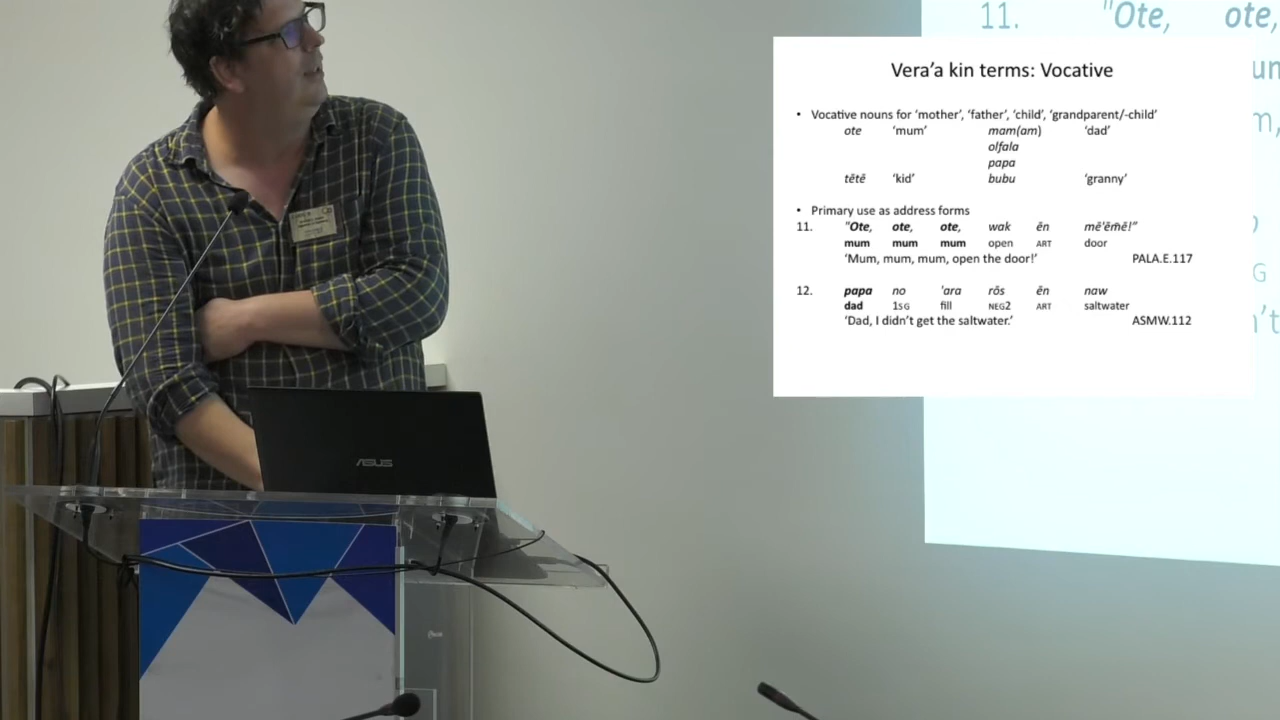 11. "Ote, ote,
Vera'a kin terms: Vocative
• Vocative nouns for 'mother', 'father', 'child', 'grandparent/-child'
ote 'mum' mam(am) 'dad'
olfala
papa
tētē 'kid' bubu 'granny'
• Primary use as address forms
11. "Ote, ote, ote, wak ēn mē'ēm̄ē!"
mum mum mum open ART door
'Mum, mum, mum, open the door!' PALA.E.117
12. papa no 'ara rōs ēn naw
dad 1SG fill NEG2 ART saltwater
'Dad, I didn't get the saltwater.' ASMW.112
ASUS